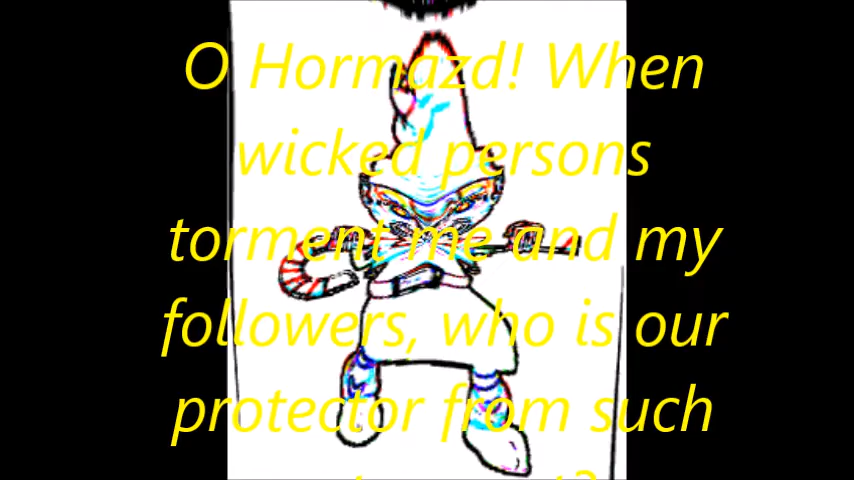 O Hormazd! When
wicked persons
torment me and my
followers, who is our
protector from such